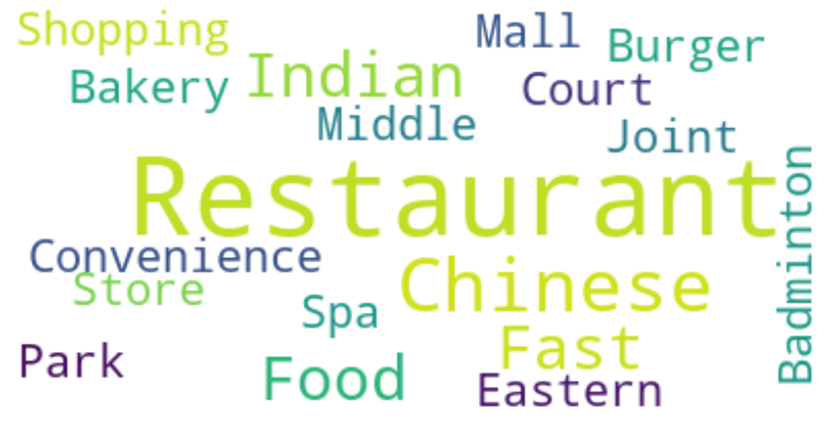 Shopping
Mall
Burger
Bakery
Indian
Court
Middle
Joint
Restaurant
Badminton
Convenience
Store
Chinese
Spa
Fast
Park
Food
Eastern